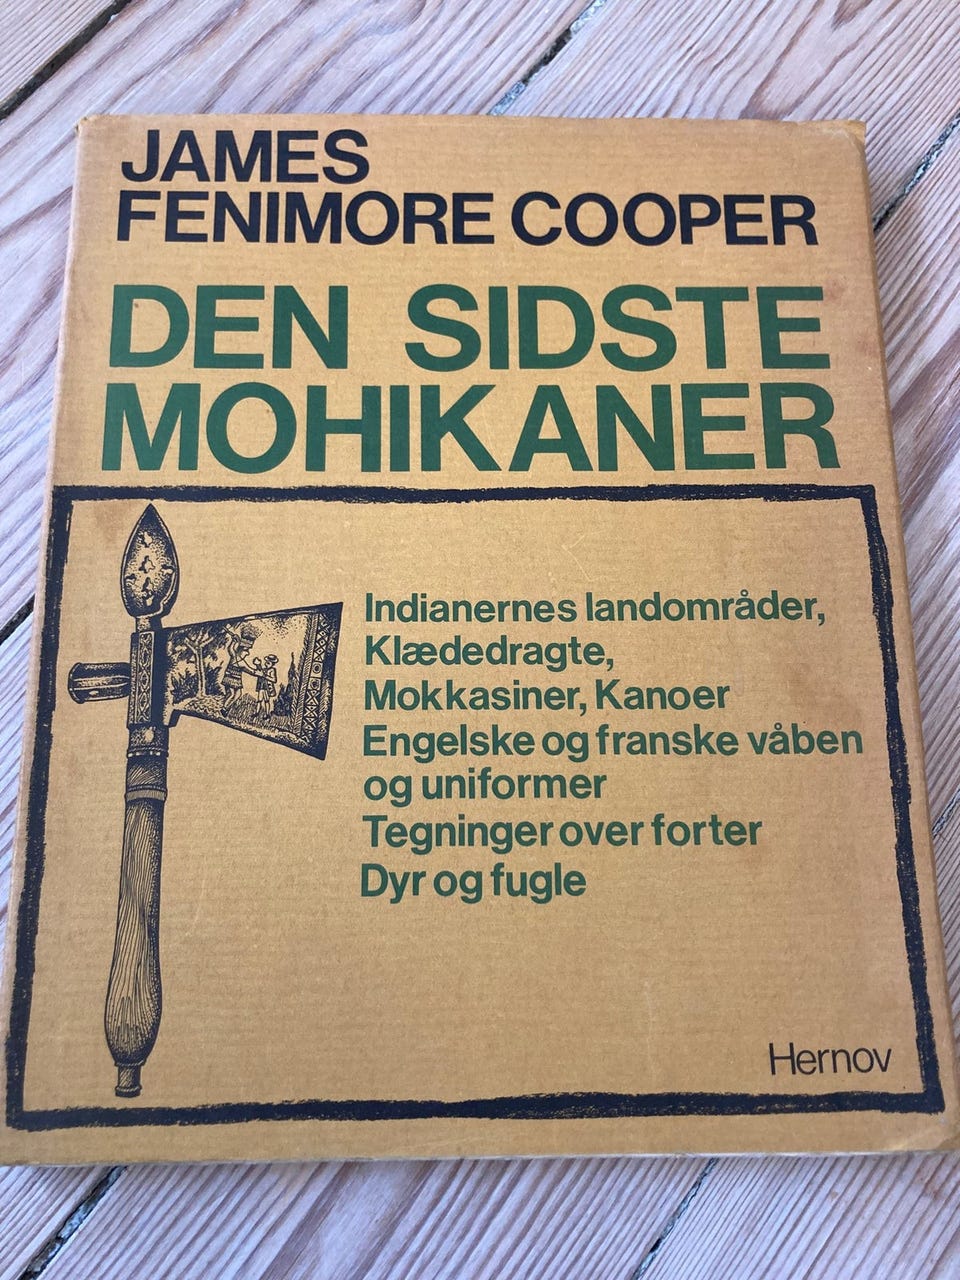 JAMES
FENIMORE COOPER
DEN SIDSTE
MOHIKANER
Indianernes landområder,
Klædedragte,
Mokkasiner, Kanoer
Engelske og franske våben
og uniformer
Tegninger over forter
Dyr og fugle
Hernov